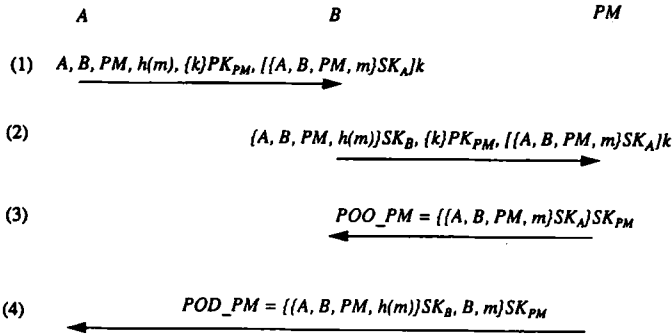 A B PM
(1) A, B, PM, h(m), {k}PK_PM, [{A, B, PM, m}SK_A]k
(2) {A, B, PM, h(m)}SK_B, {k}PK_PM, [{A, B, PM, m}SK_A]k
(3) POO_PM = {{A, B, PM, m}SK_A}SK_PM
(4) POD_PM = {{A, B, PM, h(m)}SK_B, B, m}SK_PM